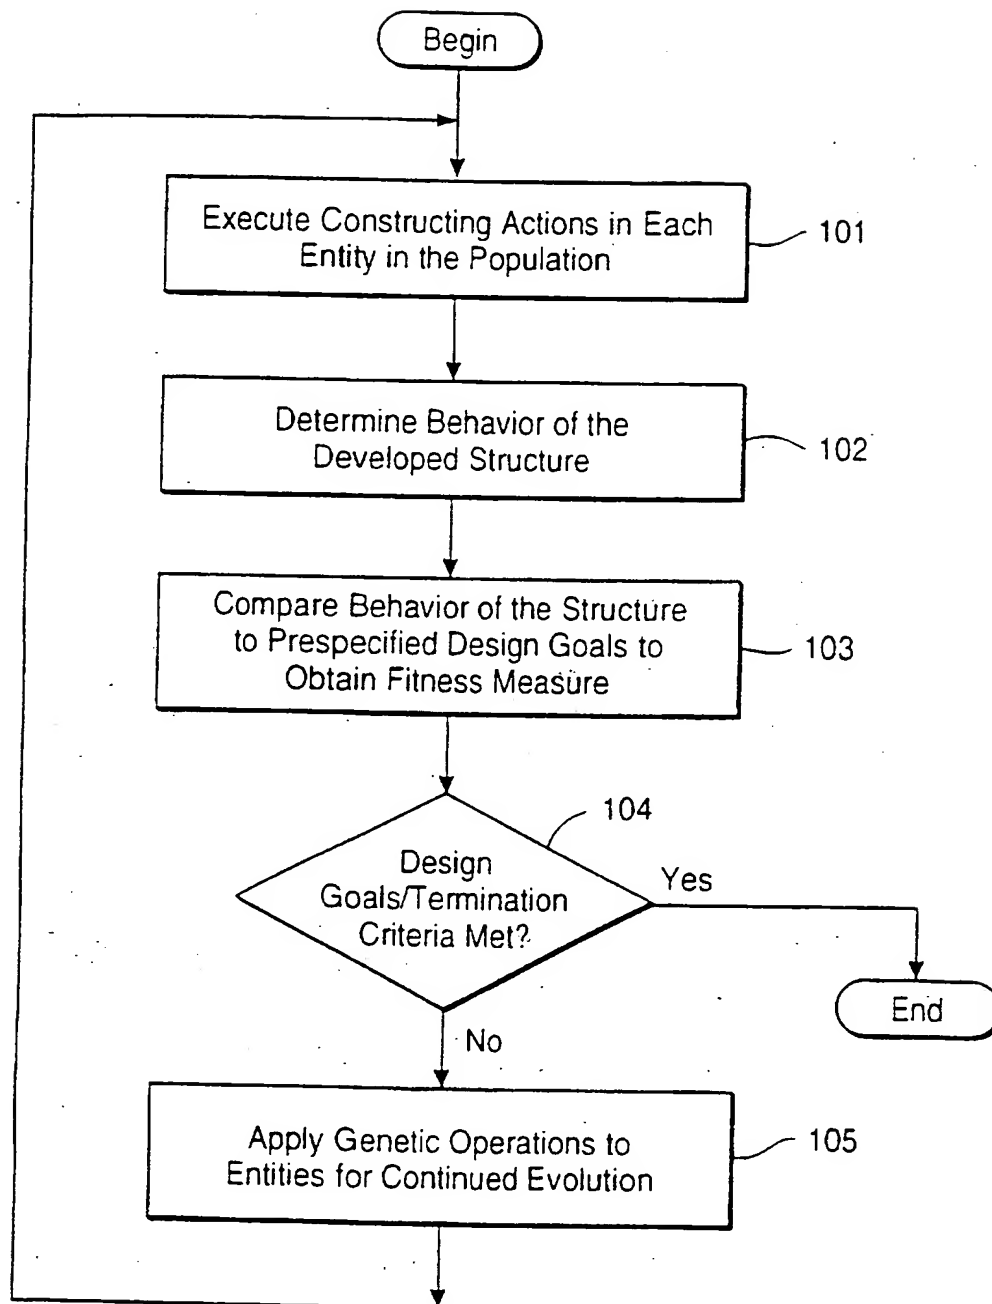 Begin
Execute Constructing Actions in Each
Entity in the Population
101
Determine Behavior of the
Developed Structure
102
Compare Behavior of the Structure
to Prespecified Design Goals to
Obtain Fitness Measure
103
104
Design
Goals/Termination
Criteria Met?
Yes
End
No
Apply Genetic Operations to
Entities for Continued Evolution
105